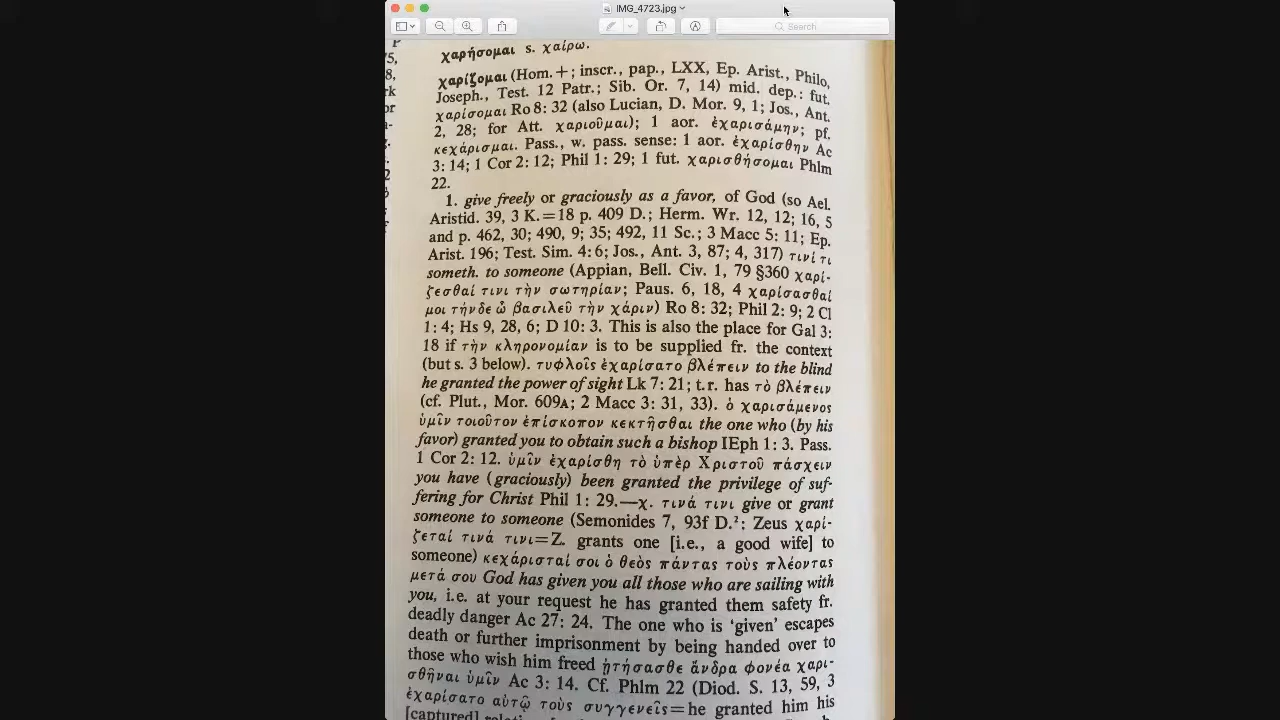 IMG_4723.jpg
Search
χαρήσομαι s. χαίρω.
χαρίζομαι (Hom.+; inscr., pap., LXX, Ep. Arist., Philo,
Joseph., Test. 12 Patr.; Sib. Or. 7, 14) mid. dep.: fut.
χαρίσομαι Ro 8: 32 (also Lucian, D. Mor. 9, 1; Jos., Ant.
2, 28; for Att. χαριοῦμαι); 1 aor. ἐχαρισάμην; pf.
κεχάρισμαι. Pass., w. pass. sense: 1 aor. ἐχαρίσθην Ac
3: 14; 1 Cor 2: 12; Phil 1: 29; 1 fut. χαρισθήσομαι Phlm
22.
1. give freely or graciously as a favor, of God (so Ael.
Aristid. 39, 3 K.=18 p. 409 D.; Herm. Wr. 12, 12; 16, 5
and p. 462, 30; 490, 9; 35; 492, 11 Sc.; 3 Macc 5: 11; Ep.
Arist. 196; Test. Sim. 4: 6; Jos., Ant. 3, 87; 4, 317) τινί τι
someth. to someone (Appian, Bell. Civ. 1, 79 §360 χαρί-
ζεσθαί τινι τὴν σωτηρίαν; Paus. 6, 18, 4 χαρίσασθαί
μοι τήνδε ὦ βασιλεῦ τὴν χάριν) Ro 8: 32; Phil 2: 9; 2 Cl
1: 4; Hs 9, 28, 6; D 10: 3. This is also the place for Gal 3:
18 if τὴν κληρονομίαν is to be supplied fr. the context
(but s. 3 below). τυφλοῖς ἐχαρίσατο βλέπειν to the blind
he granted the power of sight Lk 7: 21; t.r. has τὸ βλέπειν
(cf. Plut., Mor. 609A; 2 Macc 3: 31, 33). ὁ χαρισάμενος
ὑμῖν τοιοῦτον ἐπίσκοπον κεκτῆσθαι the one who (by his
favor) granted you to obtain such a bishop IEph 1: 3. Pass.
1 Cor 2: 12. ὑμῖν ἐχαρίσθη τὸ ὑπὲρ Χριστοῦ πάσχειν
you have (graciously) been granted the privilege of suf-
fering for Christ Phil 1: 29.—χ. τινά τινι give or grant
someone to someone (Semonides 7, 93f D.²: Zeus χαρί-
ζεταί τινά τινι=Z. grants one [i.e., a good wife] to
someone) κεχάρισταί σοι ὁ θεὸς πάντας τοὺς πλέοντας
μετά σου God has given you all those who are sailing with
you, i.e. at your request he has granted them safety fr.
deadly danger Ac 27: 24. The one who is ‘given’ escapes
death or further imprisonment by being handed over to
those who wish him freed ᾐτήσασθε ἄνδρα φονέα χαρι-
σθῆναι ὑμῖν Ac 3: 14. Cf. Phlm 22 (Diod. S. 13, 59, 3
ἐχαρίσατο αὐτῷ τοὺς συγγενεῖς=he granted him his
[captured]